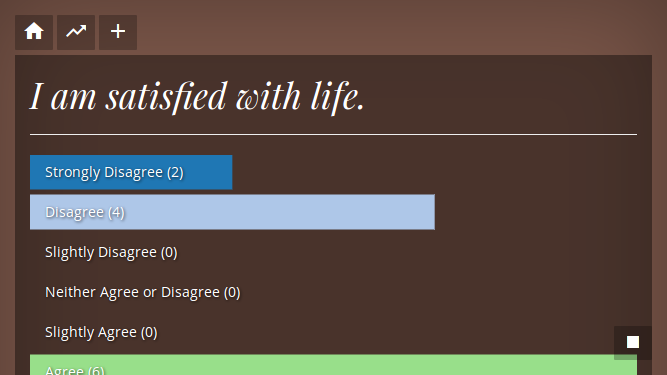 I am satisfied with life.
Strongly Disagree (2)
Disagree (4)
Slightly Disagree (0)
Neither Agree or Disagree (0)
Slightly Agree (0)
Agree (6)